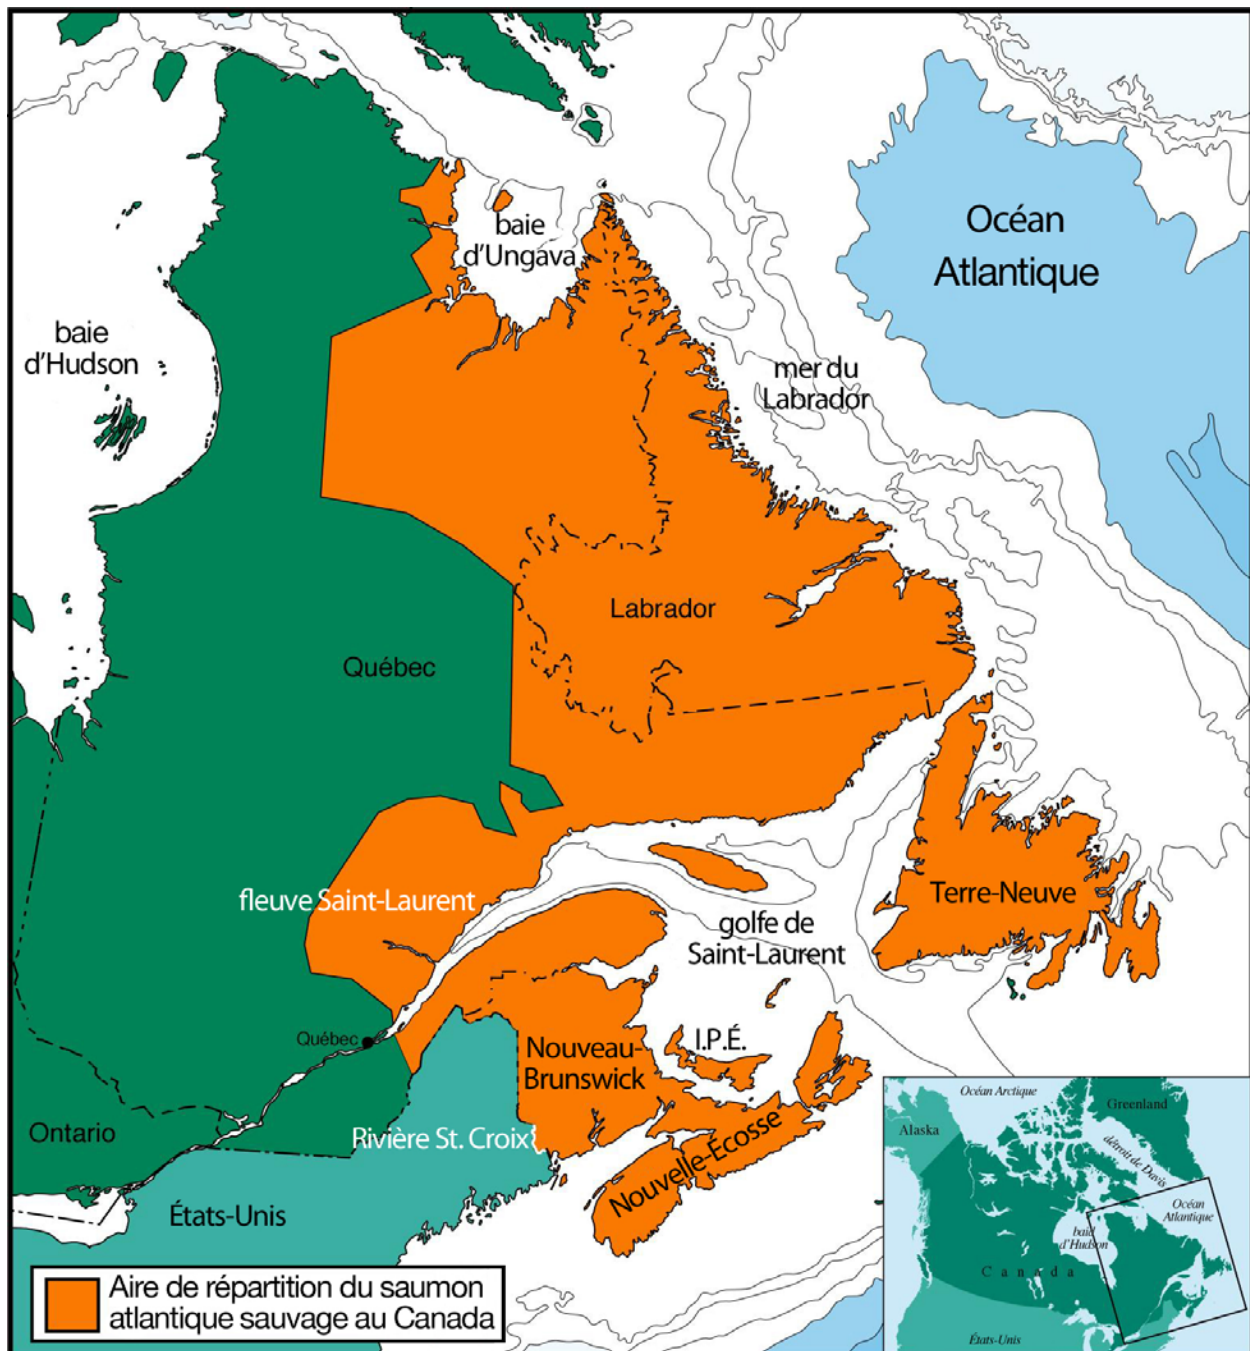 Océan
Atlantique
baie
d'Ungava
baie
d'Hudson
mer du
Labrador
Labrador
Québec
fleuve Saint-Laurent
Terre-Neuve
golfe de
Saint-Laurent
Québec
I.P.É.
Nouveau-
Brunswick
Ontario
Rivière St. Croix
Nouvelle-Écosse
États-Unis
Aire de répartition du saumon
atlantique sauvage au Canada
Océan Arctique
Greenland
Alaska
détroit de Davis
Océan
Atlantique
baid
d'Hudson
Canada
États-Unis